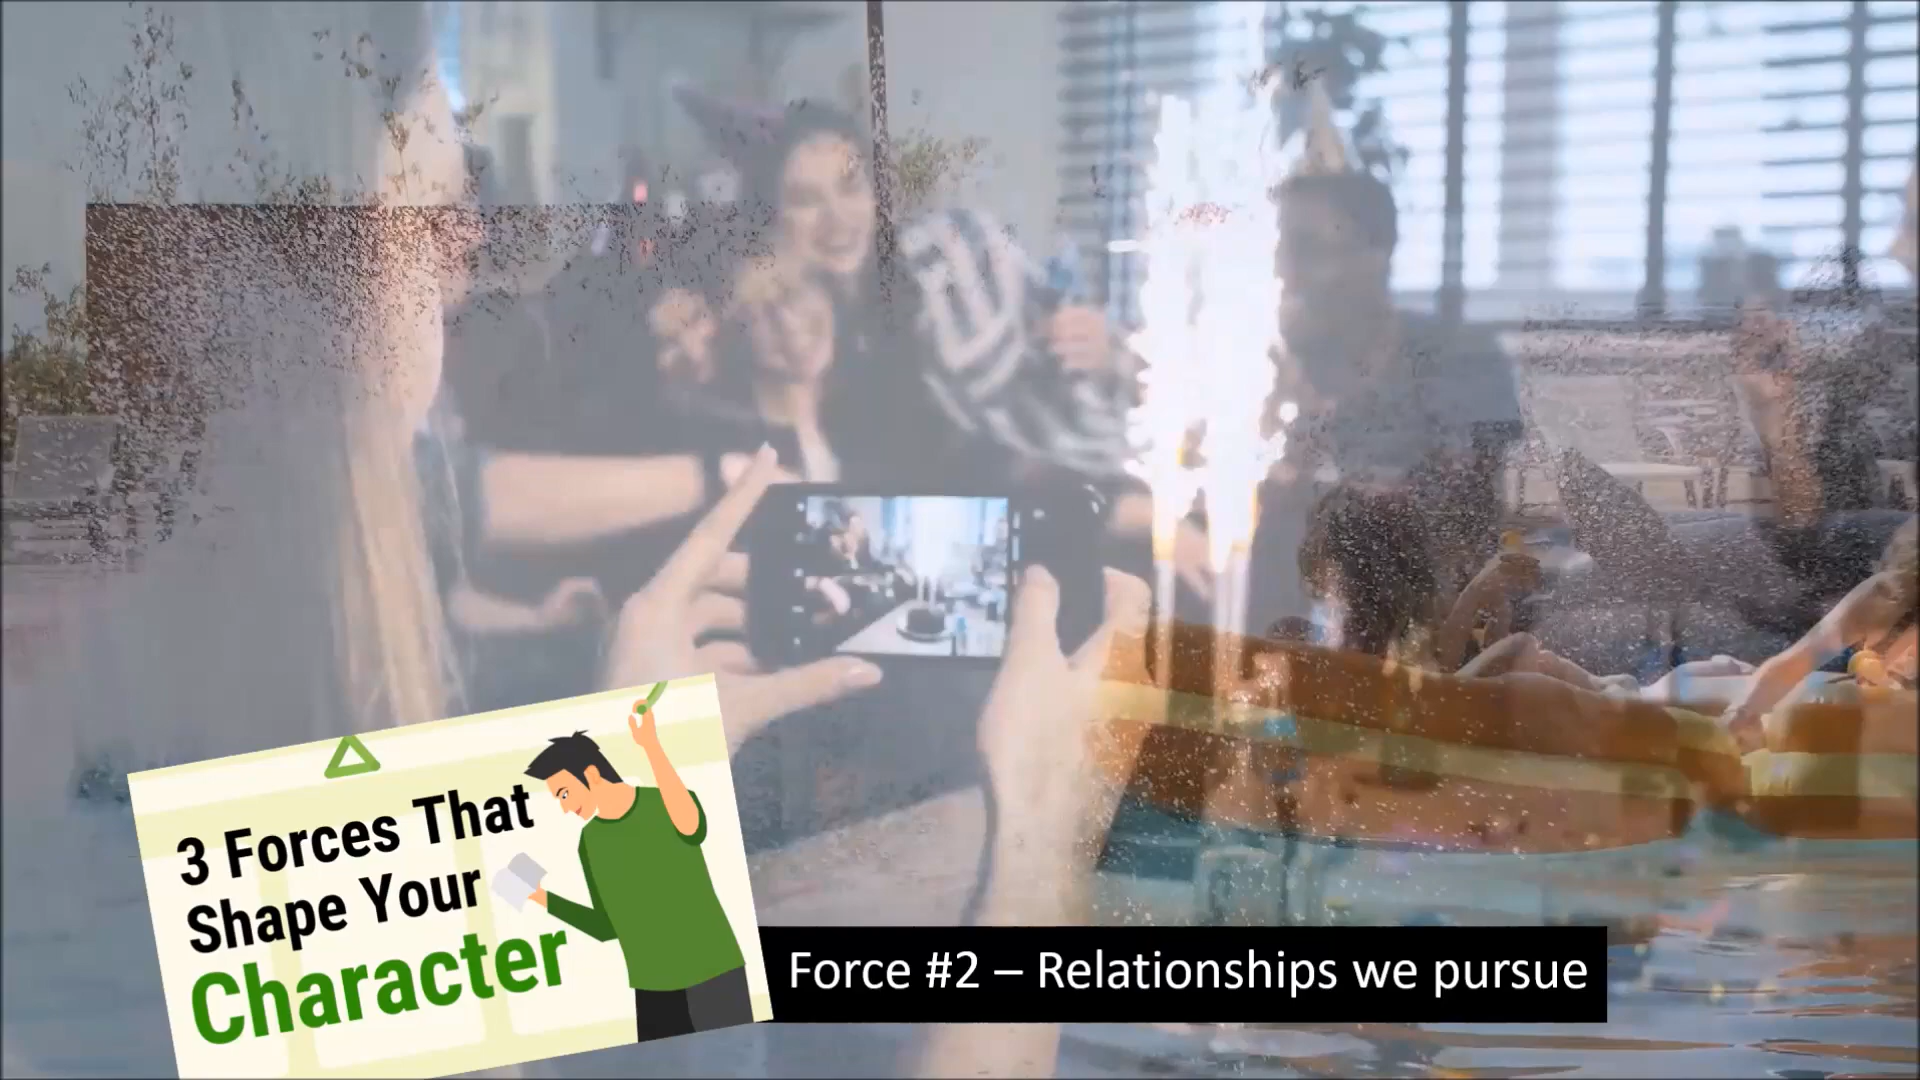 3 Forces That
Shape Your
Character
Force #2 – Relationships we pursue